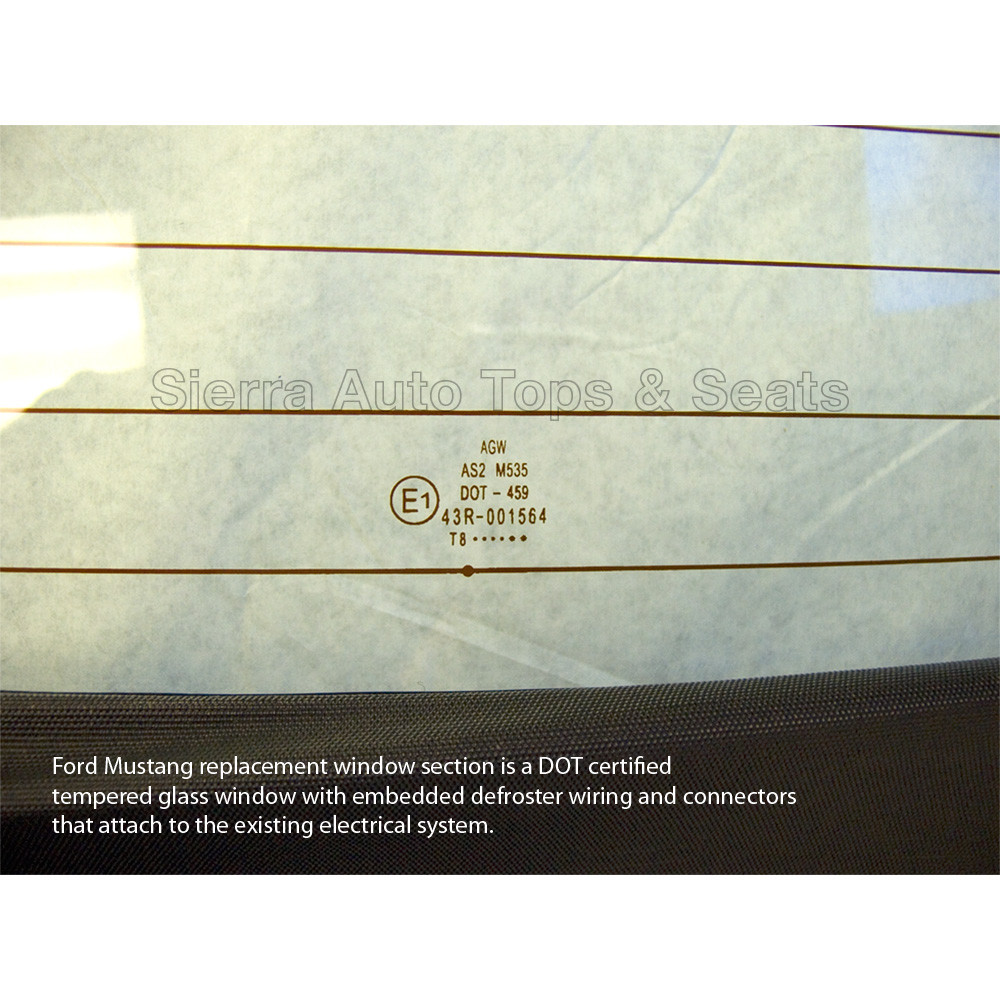 Sierra Auto Tops & Seats
AGW
AS2 M535
DOT - 459
E1
43R-001564
T8 ••••••
Ford Mustang replacement window section is a DOT certified
tempered glass window with embedded defroster wiring and connectors
that attach to the existing electrical system.